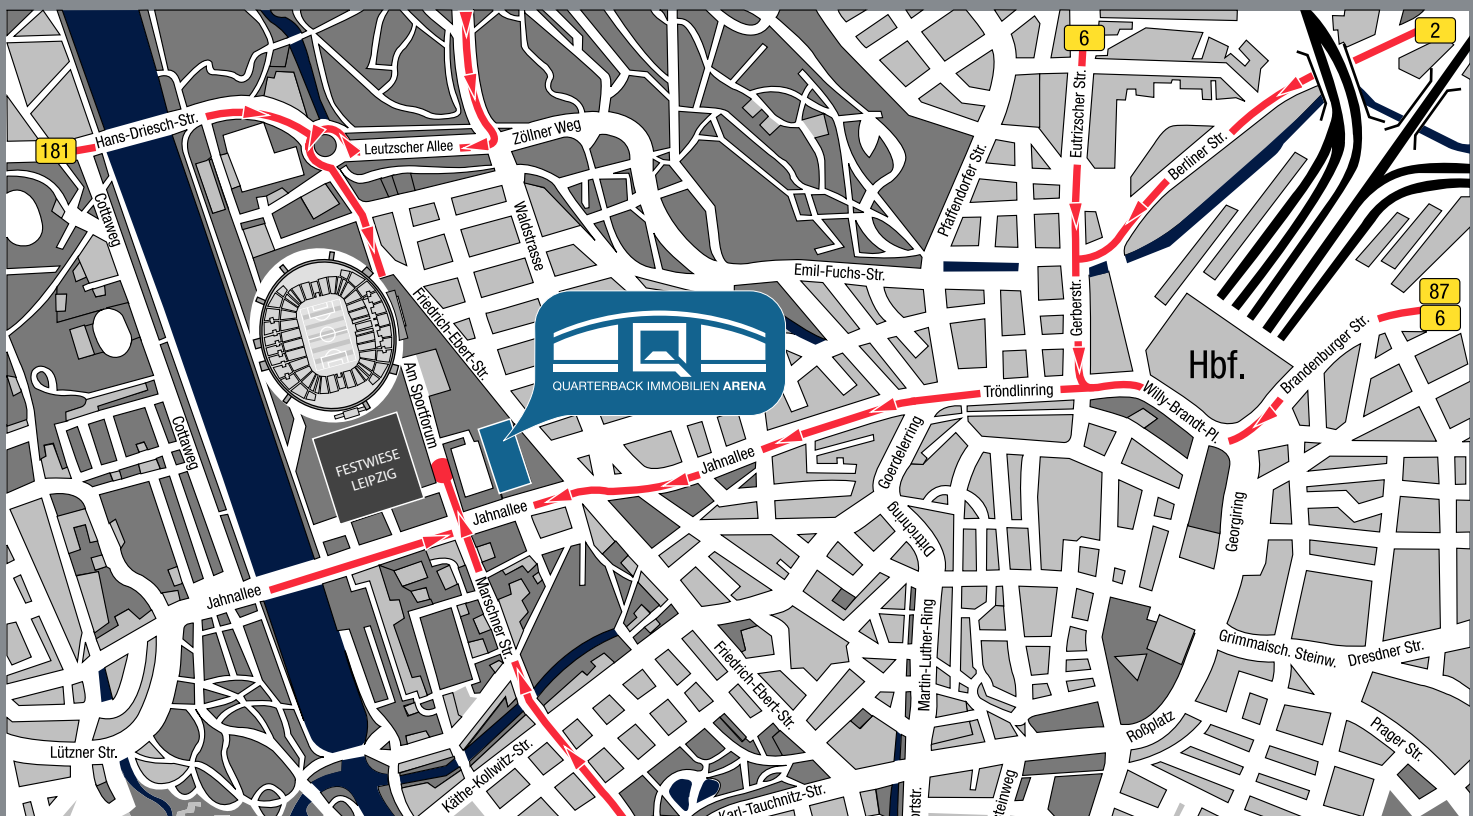 6
2
181
Hans-Driesch-Str.
Leutzscher Allee
Zöllner Weg
Eutrizscher Str.
Berliner Str.
Pfaffendorfer Str.
Cottaweg
Waldstrasse
Emil-Fuchs-Str.
Gerberstr.
87
6
Friedrich-Ebert-Str.
Brandenburger Str.
Hbf.
QUARTERBACK IMMOBILIEN ARENA
Am Sportforum
Tröndlinring
Willy-Brandt-Pl.
Cottaweg
FESTWIESE
LEIPZIG
Jahnallee
Goerdelerring
Jahnallee
Dittrichring
Georgiring
Jahnallee
Marschner Str.
Martin-Luther-Ring
Friedrich-Ebert-Str.
Grimmaisch. Steinw.
Dresdner Str.
Roßplatz
Prager Str.
Lützner Str.
Käthe-Kollwitz-Str.
Karl-Tauchnitz-Str.